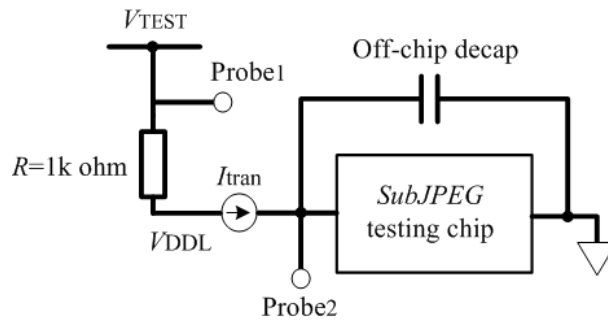 VTEST
Probe1
Off-chip decap
R=1k ohm
Itran
SubJPEG
testing chip
VDDL
Probe2